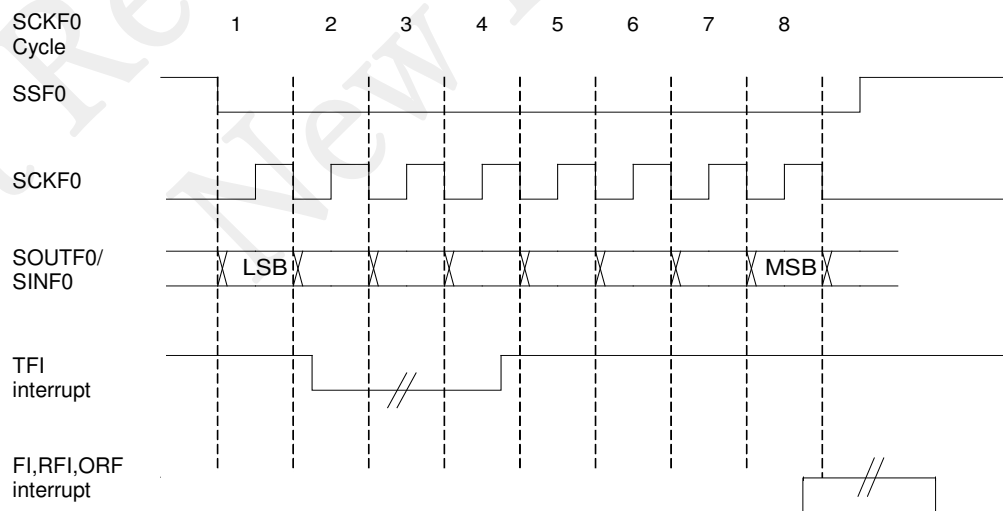 SCKF0 1 2 3 4 5 6 7 8
Cycle
SSF0
SCKF0
SOUTF0/ LSB MSB
SINF0
TFI
interrupt
FI,RFI,ORF
interrupt
New